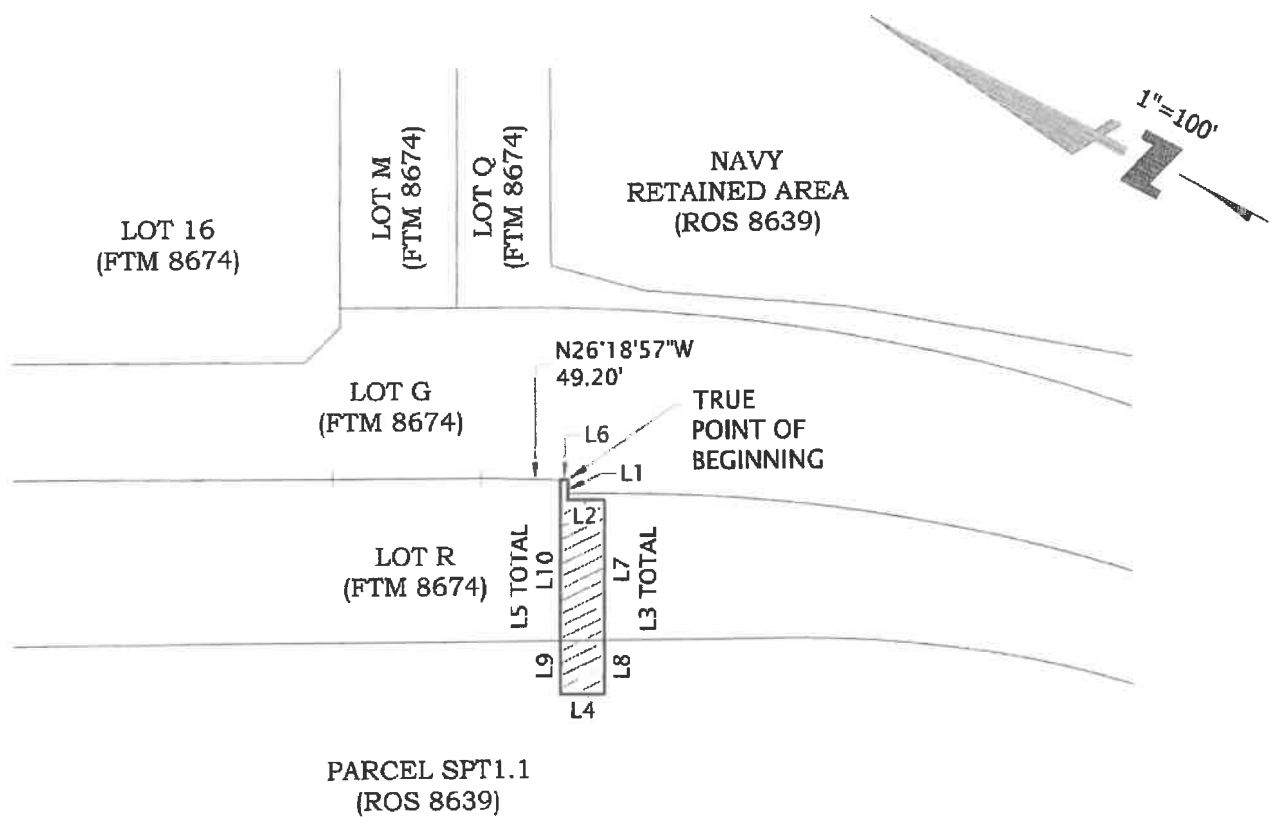 1"=100'
Z
LOT M
(FTM 8674)
LOT Q
(FTM 8674)
NAVY
RETAINED AREA
(ROS 8639)
LOT 16
(FTM 8674)
N26°18'57"W
49.20'
LOT G
(FTM 8674)
TRUE
POINT OF
BEGINNING
L6
L1
L2
LOT R
(FTM 8674)
L5 TOTAL
L10
L7
L3 TOTAL
L9
L8
L4
PARCEL SPT1.1
(ROS 8639)